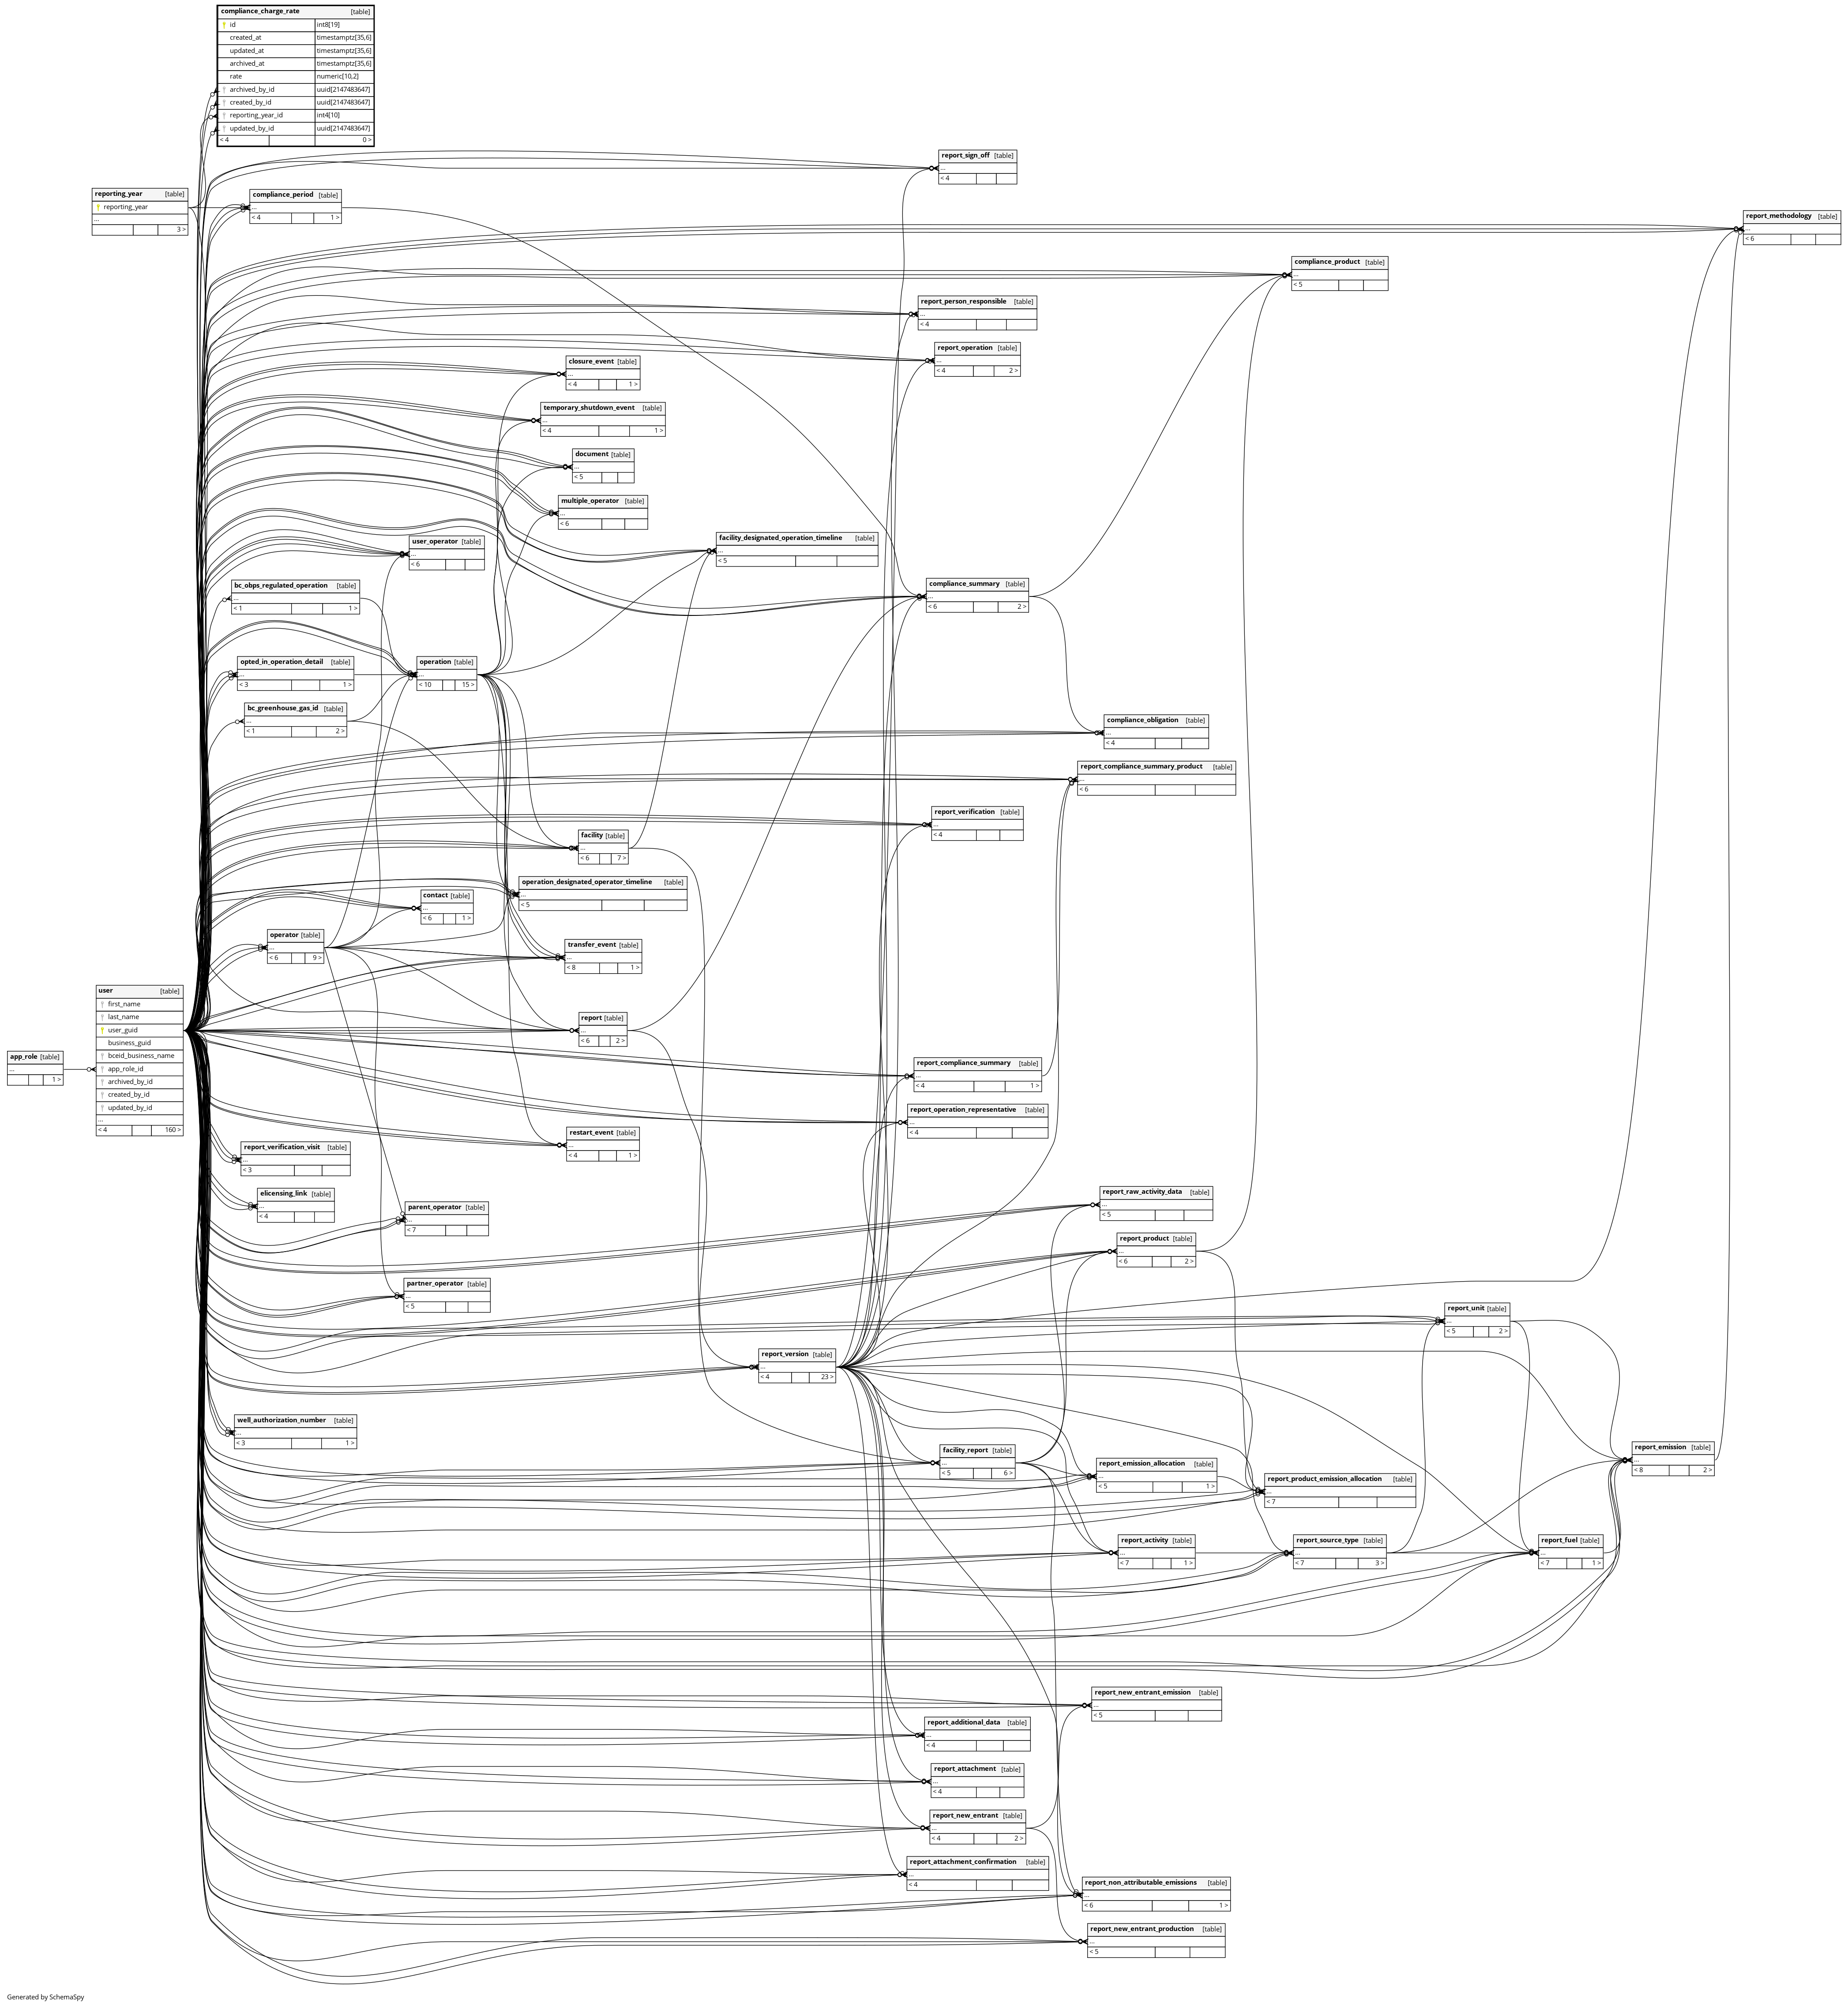 compliance_charge_rate [table]
id int8[19]
created_at timestamptz[35,6]
updated_at timestamptz[35,6]
archived_at timestamptz[35,6]
rate numeric[10,2]
archived_by_id uuid[2147483647]
created_by_id uuid[2147483647]
reporting_year_id int4[10]
updated_by_id uuid[2147483647]
< 4 0 >
report_sign_off [table]
...
< 4
reporting_year [table]
reporting_year
...
3 >
compliance_period [table]
...
< 4 1 >
report_methodology [table]
...
< 6
compliance_product [table]
...
< 5
report_person_responsible [table]
...
< 4
report_operation [table]
...
< 4 2 >
closure_event [table]
...
< 4 1 >
temporary_shutdown_event [table]
...
< 4 1 >
document [table]
...
< 5
multiple_operator [table]
...
< 6
facility_designated_operation_timeline [table]
...
< 5
user_operator [table]
...
< 6
bc_obps_regulated_operation [table]
...
< 1 1 >
compliance_summary [table]
...
< 6 2 >
opted_in_operation_detail [table]
...
< 3 1 >
operation [table]
...
< 10 15 >
bc_greenhouse_gas_id [table]
...
< 1 2 >
compliance_obligation [table]
...
< 4
report_compliance_summary_product [table]
...
< 6
report_verification [table]
...
< 4
facility [table]
...
< 6 7 >
operation_designated_operator_timeline [table]
...
< 5
contact [table]
...
< 6 1 >
operator [table]
...
< 6 9 >
transfer_event [table]
...
< 8 1 >
user [table]
first_name
last_name
user_guid
business_guid
bceid_business_name
app_role_id
archived_by_id
created_by_id
updated_by_id
...
< 4 160 >
app_role [table]
...
1 >
report [table]
...
< 6 2 >
report_compliance_summary [table]
...
< 4 1 >
report_operation_representative [table]
...
< 4
restart_event [table]
...
< 4 1 >
report_verification_visit [table]
...
< 3
elicensing_link [table]
...
< 4
parent_operator [table]
...
< 7
report_raw_activity_data [table]
...
< 5
report_product [table]
...
< 6 2 >
partner_operator [table]
...
< 5
report_unit [table]
...
< 5 2 >
report_version [table]
...
< 4 23 >
well_authorization_number [table]
...
< 3 1 >
facility_report [table]
...
< 5 6 >
report_emission_allocation [table]
...
< 5 1 >
report_product_emission_allocation [table]
...
< 7
report_emission [table]
...
< 8 2 >
report_activity [table]
...
< 7 1 >
report_source_type [table]
...
< 7 3 >
report_fuel [table]
...
< 7 1 >
report_new_entrant_emission [table]
...
< 5
report_additional_data [table]
...
< 4
report_attachment [table]
...
< 4
report_new_entrant [table]
...
< 4 2 >
report_attachment_confirmation [table]
...
< 4
report_non_attributable_emissions [table]
...
< 6 1 >
report_new_entrant_production [table]
...
< 5
Generated by SchemaSpy